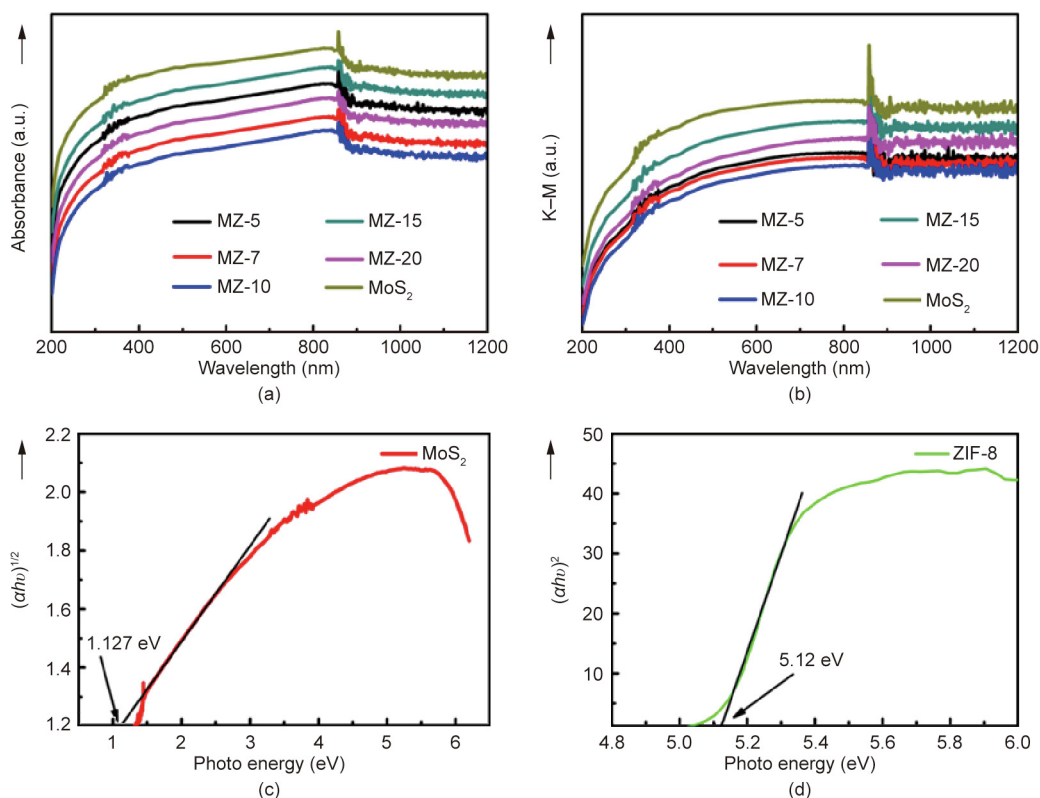 Absorbance (a.u.)
MZ-5
MZ-15
MZ-7
MZ-20
MZ-10
MoS₂
200 400 600 800 1000 1200
Wavelength (nm)
(a)
K–M (a.u.)
MZ-5
MZ-15
MZ-7
MZ-20
MZ-10
MoS₂
200 400 600 800 1000 1200
Wavelength (nm)
(b)
2.2
2.0
1.8
1.6
1.4
1.2
(αhυ)¹/²
MoS₂
1.127 eV
1 2 3 4 5 6
Photo energy (eV)
(c)
50
40
30
20
10
(αhυ)²
ZIF-8
5.12 eV
4.8 5.0 5.2 5.4 5.6 5.8 6.0
Photo energy (eV)
(d)